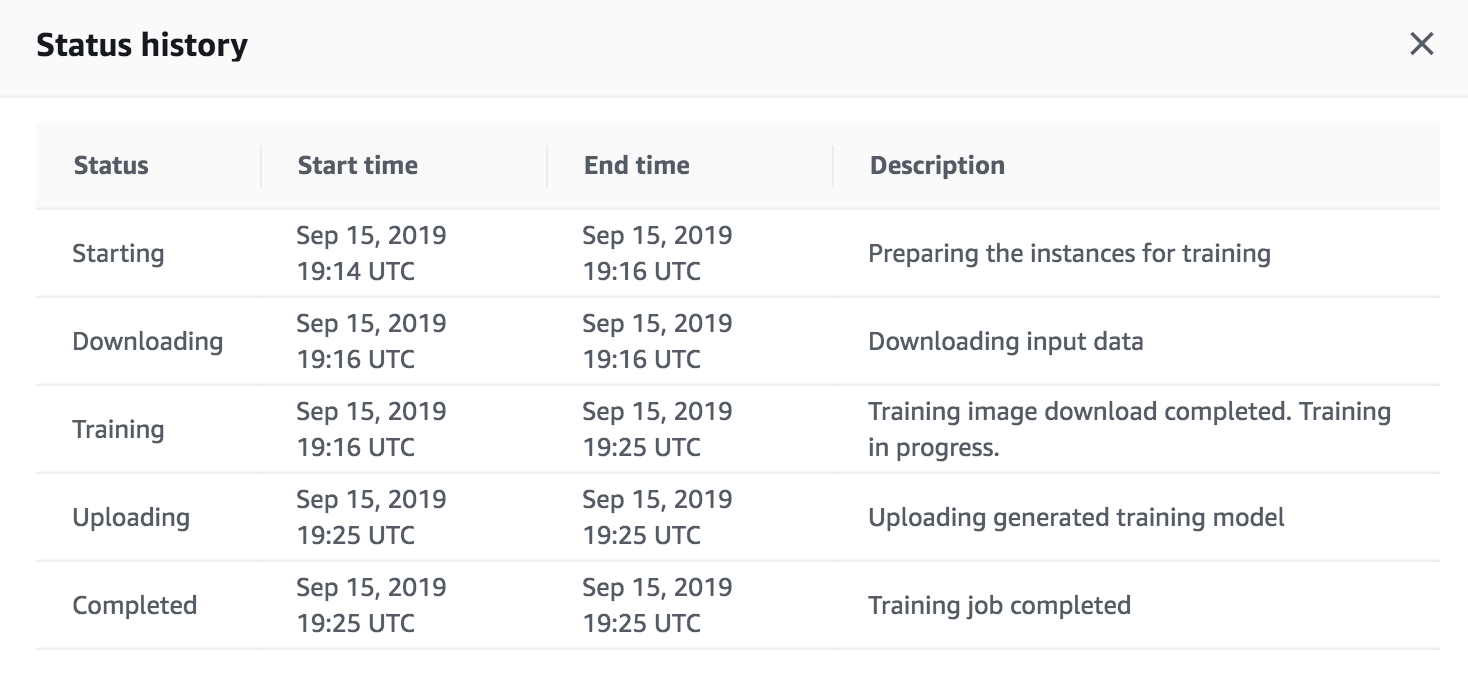 Status history
Status Start time End time Description
Starting Sep 15, 2019 19:14 UTC Sep 15, 2019 19:16 UTC Preparing the instances for training
Downloading Sep 15, 2019 19:16 UTC Sep 15, 2019 19:16 UTC Downloading input data
Training Sep 15, 2019 19:16 UTC Sep 15, 2019 19:25 UTC Training image download completed. Training in progress.
Uploading Sep 15, 2019 19:25 UTC Sep 15, 2019 19:25 UTC Uploading generated training model
Completed Sep 15, 2019 19:25 UTC Sep 15, 2019 19:25 UTC Training job completed